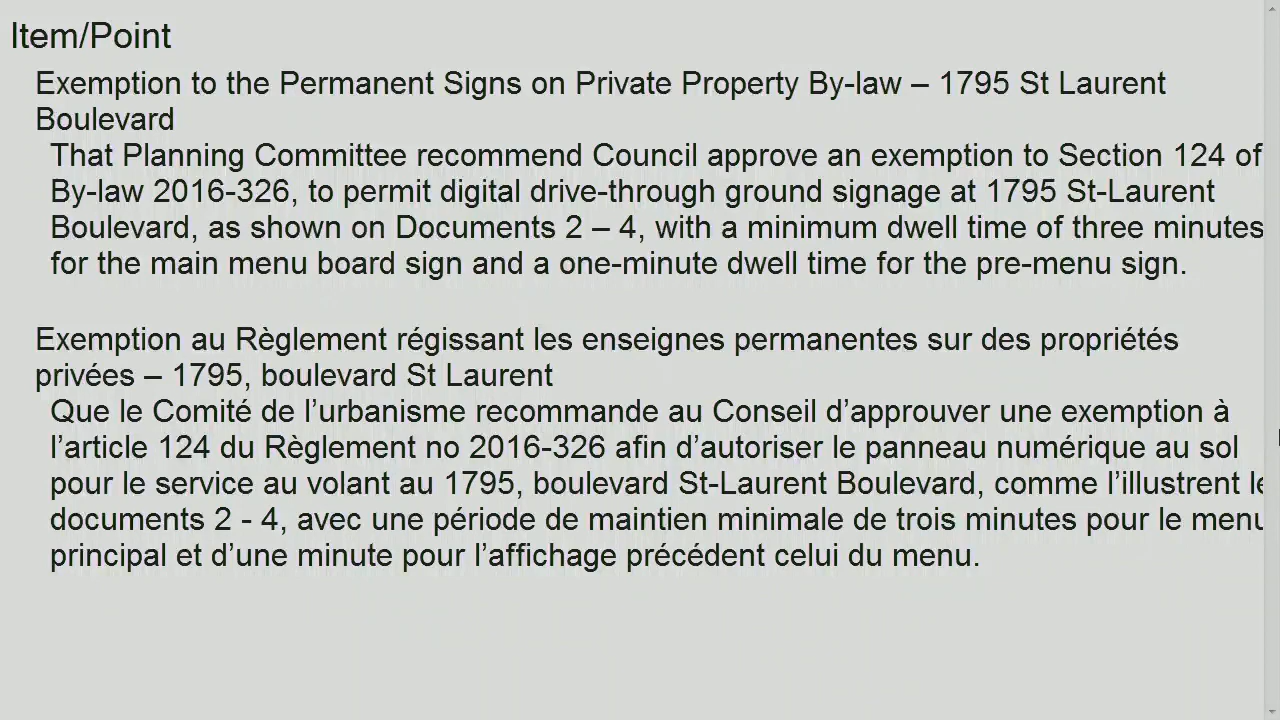 Item/Point
Exemption to the Permanent Signs on Private Property By-law – 1795 St Laurent
Boulevard
That Planning Committee recommend Council approve an exemption to Section 124 of
By-law 2016-326, to permit digital drive-through ground signage at 1795 St-Laurent
Boulevard, as shown on Documents 2 – 4, with a minimum dwell time of three minutes
for the main menu board sign and a one-minute dwell time for the pre-menu sign.
Exemption au Règlement régissant les enseignes permanentes sur des propriétés
privées – 1795, boulevard St Laurent
Que le Comité de l’urbanisme recommande au Conseil d’approuver une exemption à
l’article 124 du Règlement no 2016-326 afin d’autoriser le panneau numérique au sol
pour le service au volant au 1795, boulevard St-Laurent Boulevard, comme l’illustrent le
documents 2 - 4, avec une période de maintien minimale de trois minutes pour le menu
principal et d’une minute pour l’affichage précédent celui du menu.